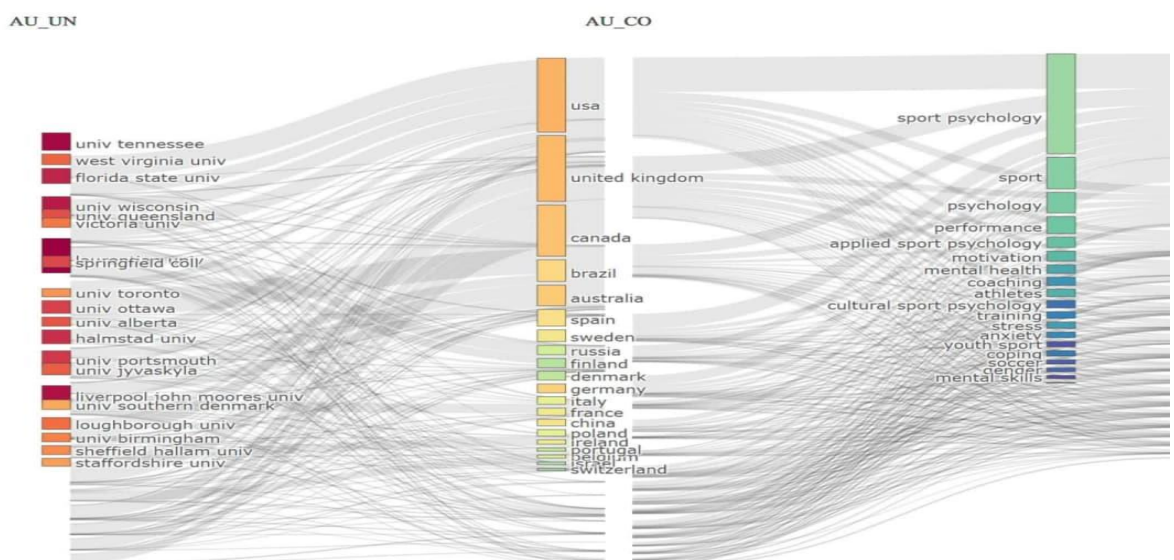 AU_UN
AU_CO
univ tennessee
west virginia univ
florida state univ
univ wisconsin
univ queensland
victoria univ
springfield coll
univ toronto
univ ottawa
univ alberta
halmstad univ
univ portsmouth
univ jyvaskyla
liverpool john moores univ
univ southern denmark
loughborough univ
univ birmingham
sheffield hallam univ
staffordshire univ
usa
united kingdom
canada
brazil
australia
spain
sweden
russia
finland
denmark
germany
italy
france
china
poland
ireland
portugal
belgium
israel
switzerland
sport psychology
sport
psychology
performance
applied sport psychology
motivation
mental health
coaching
athletes
cultural sport psychology
training
stress
anxiety
youth sport
coping
soccer
gender
mental skills